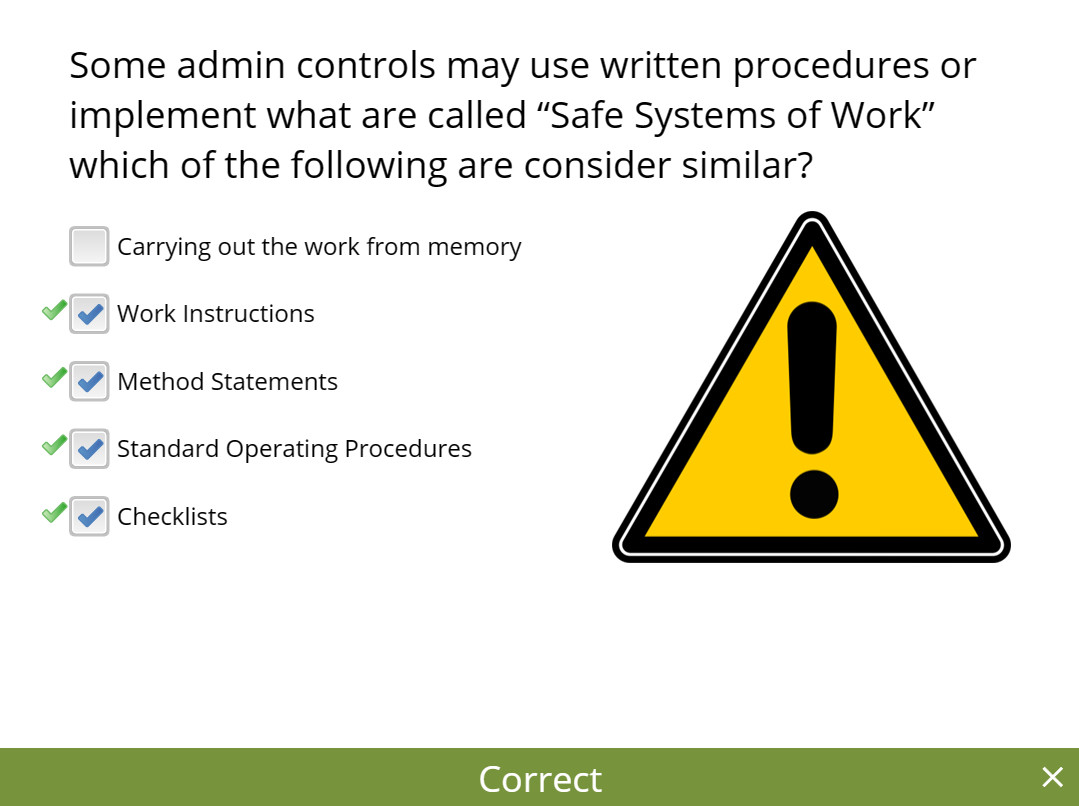 Some admin controls may use written procedures or
implement what are called “Safe Systems of Work”
which of the following are consider similar?
Carrying out the work from memory
Work Instructions
Method Statements
Standard Operating Procedures
Checklists
Correct